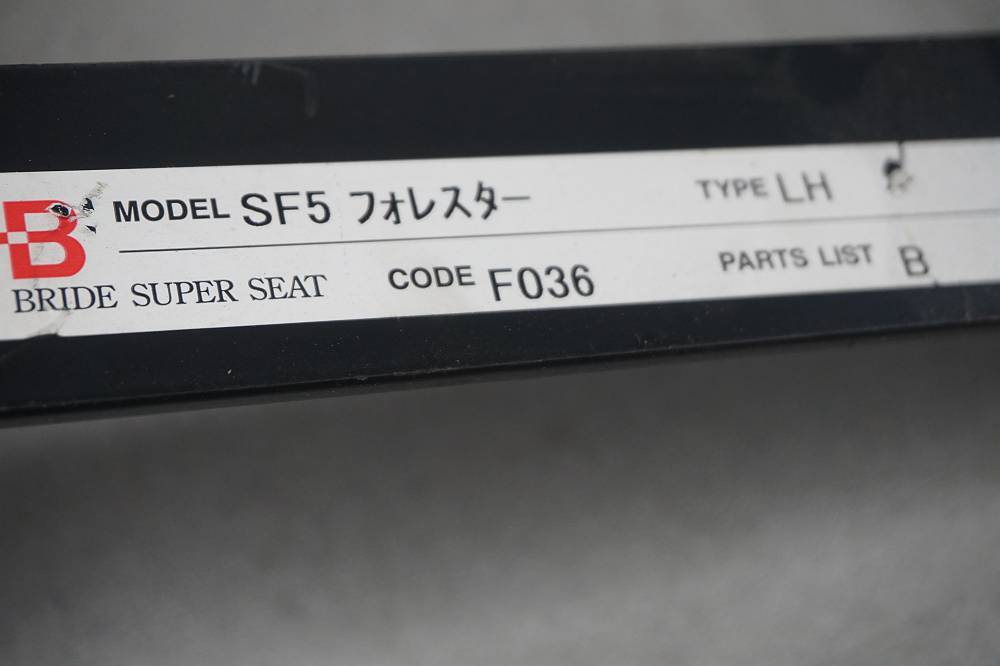 B MODEL SF5 フォレスター TYPE LH
BRIDE SUPER SEAT CODE F036 PARTS LIST B